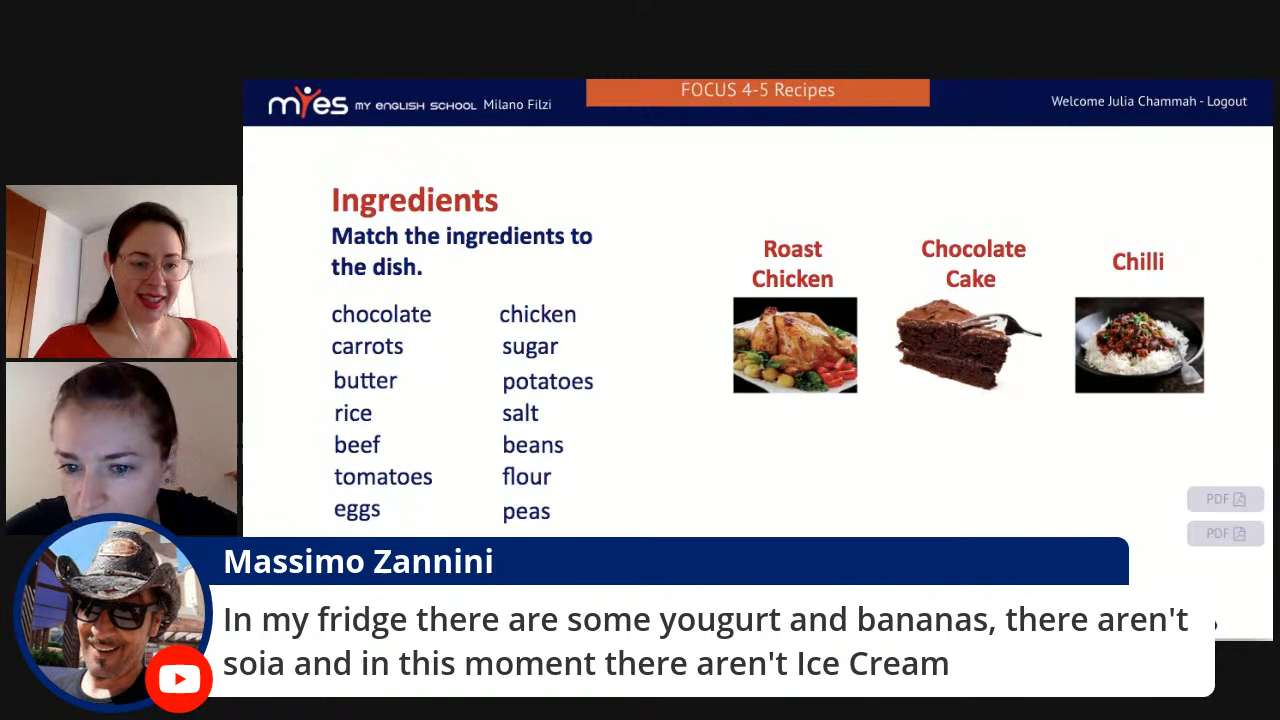 FOCUS 4-5 Recipes
myes MY ENGLISH SCHOOL Milano Filzi
Welcome Julia Chammah - Logout
Ingredients
Match the ingredients to
the dish.
chocolate chicken
carrots sugar
butter potatoes
rice salt
beef beans
tomatoes flour
eggs peas
Roast
Chicken
Chocolate
Cake
Chilli
PDF
PDF
Massimo Zannini
In my fridge there are some yougurt and bananas, there aren't
soia and in this moment there aren't Ice Cream